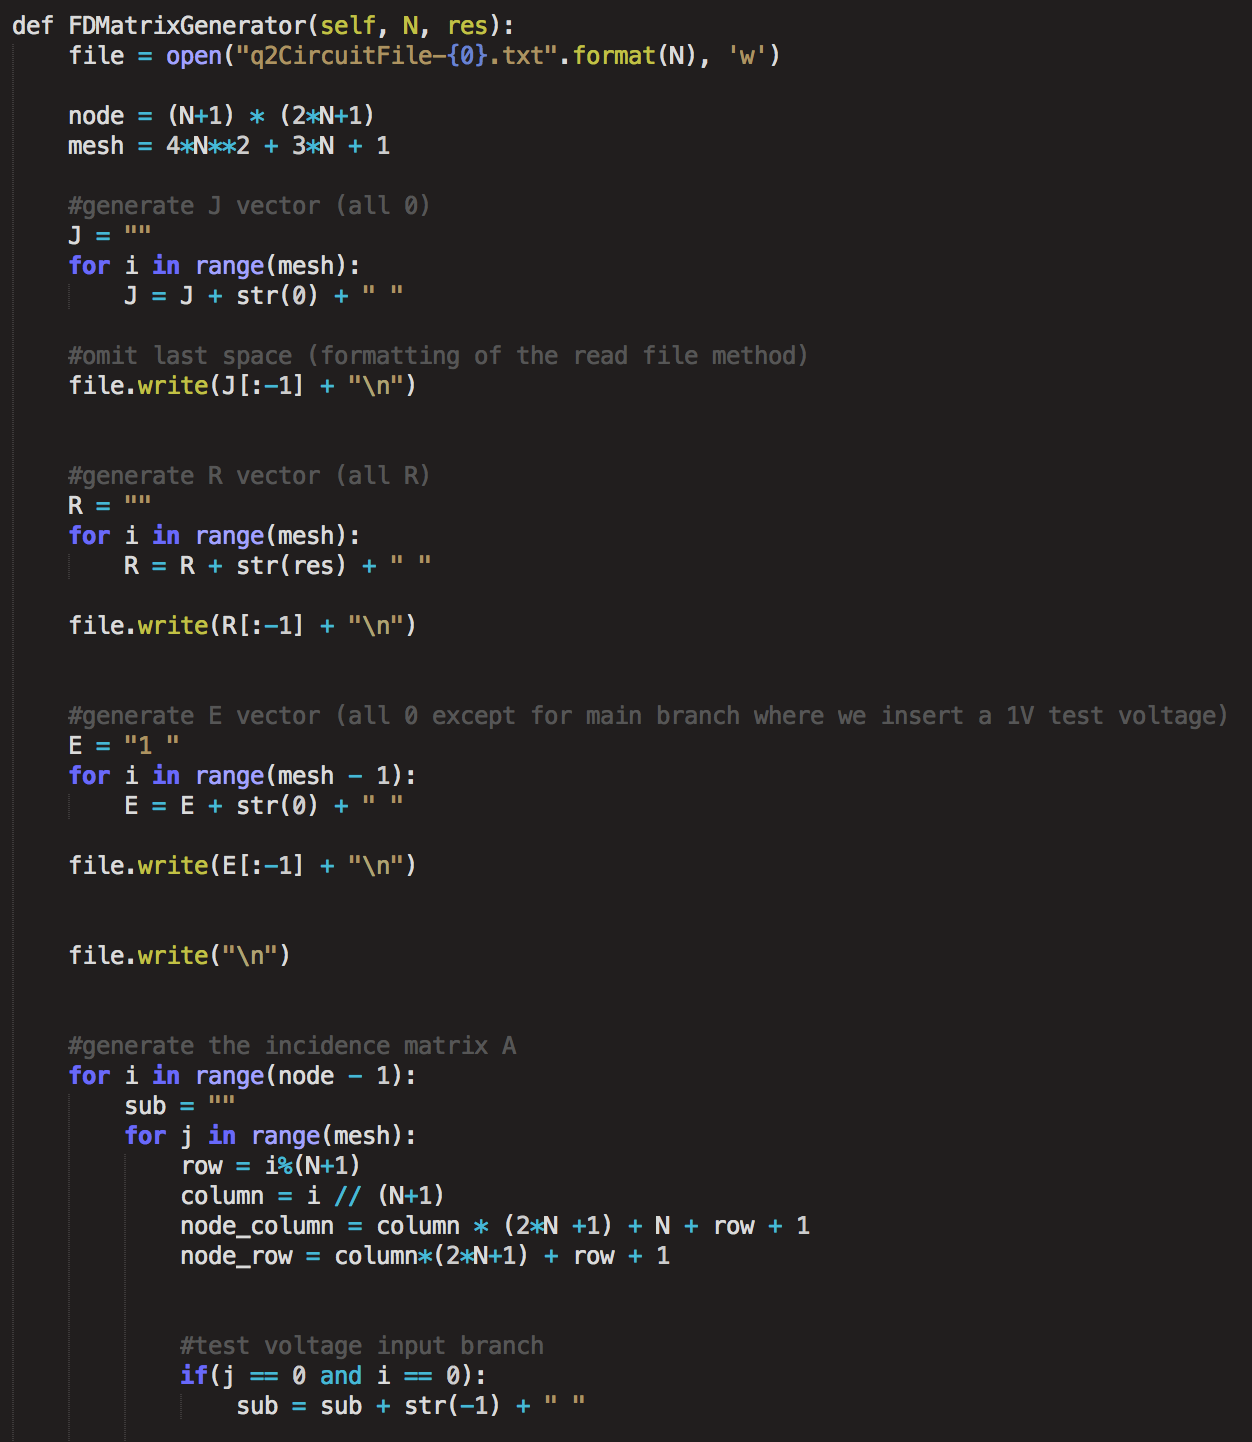 def FDMatrixGenerator(self, N, res):
    file = open("q2CircuitFile-{0}.txt".format(N), 'w')

    node = (N+1) * (2*N+1)
    mesh = 4*N**2 + 3*N + 1

    #generate J vector (all 0)
    J = ""
    for i in range(mesh):
        J = J + str(0) + " "

    #omit last space (formatting of the read file method)
    file.write(J[:-1] + "\n")


    #generate R vector (all R)
    R = ""
    for i in range(mesh):
        R = R + str(res) + " "

    file.write(R[:-1] + "\n")


    #generate E vector (all 0 except for main branch where we insert a 1V test voltage)
    E = "1 "
    for i in range(mesh - 1):
        E = E + str(0) + " "

    file.write(E[:-1] + "\n")


    file.write("\n")


    #generate the incidence matrix A
    for i in range(node - 1):
        sub = ""
        for j in range(mesh):
            row = i%(N+1)
            column = i // (N+1)
            node_column = column * (2*N +1) + N + row + 1
            node_row = column*(2*N+1) + row + 1


            #test voltage input branch
            if(j == 0 and i == 0):
                sub = sub + str(-1) + " "